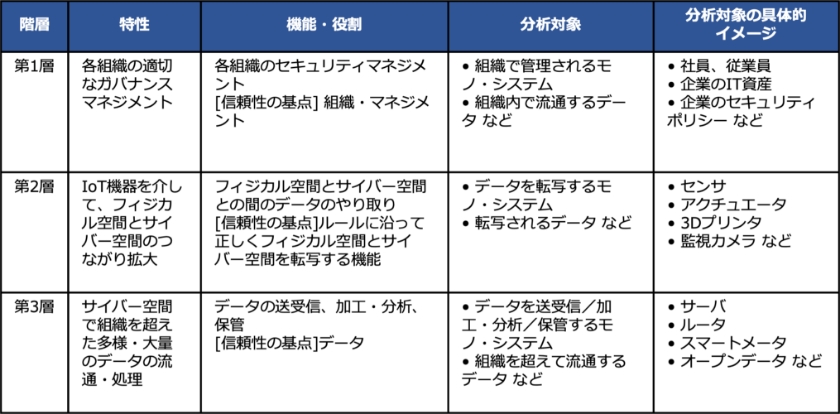 階層
特性
機能・役割
分析対象
分析対象の具体的
イメージ
第1層
各組織の適切
なガバナンス
マネジメント
各組織のセキュリティマネジメ
ント
[信頼性の基点] 組織・マネジメ
ント
• 組織で管理されるモ
ノ・システム
• 組織内で流通するデー
タ など
• 社員、従業員
• 企業のIT資産
• 企業のセキュリティ
ポリシー など
第2層
IoT機器を介し
て、フィジ
カル空間とサイ
バー空間のつ
ながり拡大
フィジカル空間とサイバー空間
との間のデータのやり取り
[信頼性の基点]ルールに沿って
正しくフィジカル空間とサイ
バー空間を転写する機能
• データを転写するモ
ノ・システム
• 転写されるデータ など
• センサ
• アクチュエータ
• 3Dプリンタ
• 監視カメラ など
第3層
サイバー空間
で組織を超え
た多様・大量
のデータの流
通・処理
データの送受信、加工・分析、
保管
[信頼性の基点]データ
• データを送受信／加
工・分析／保管するモ
ノ・システム
• 組織を超えて流通する
データ など
• サーバ
• ルータ
• スマートメータ
• オープンデータ など